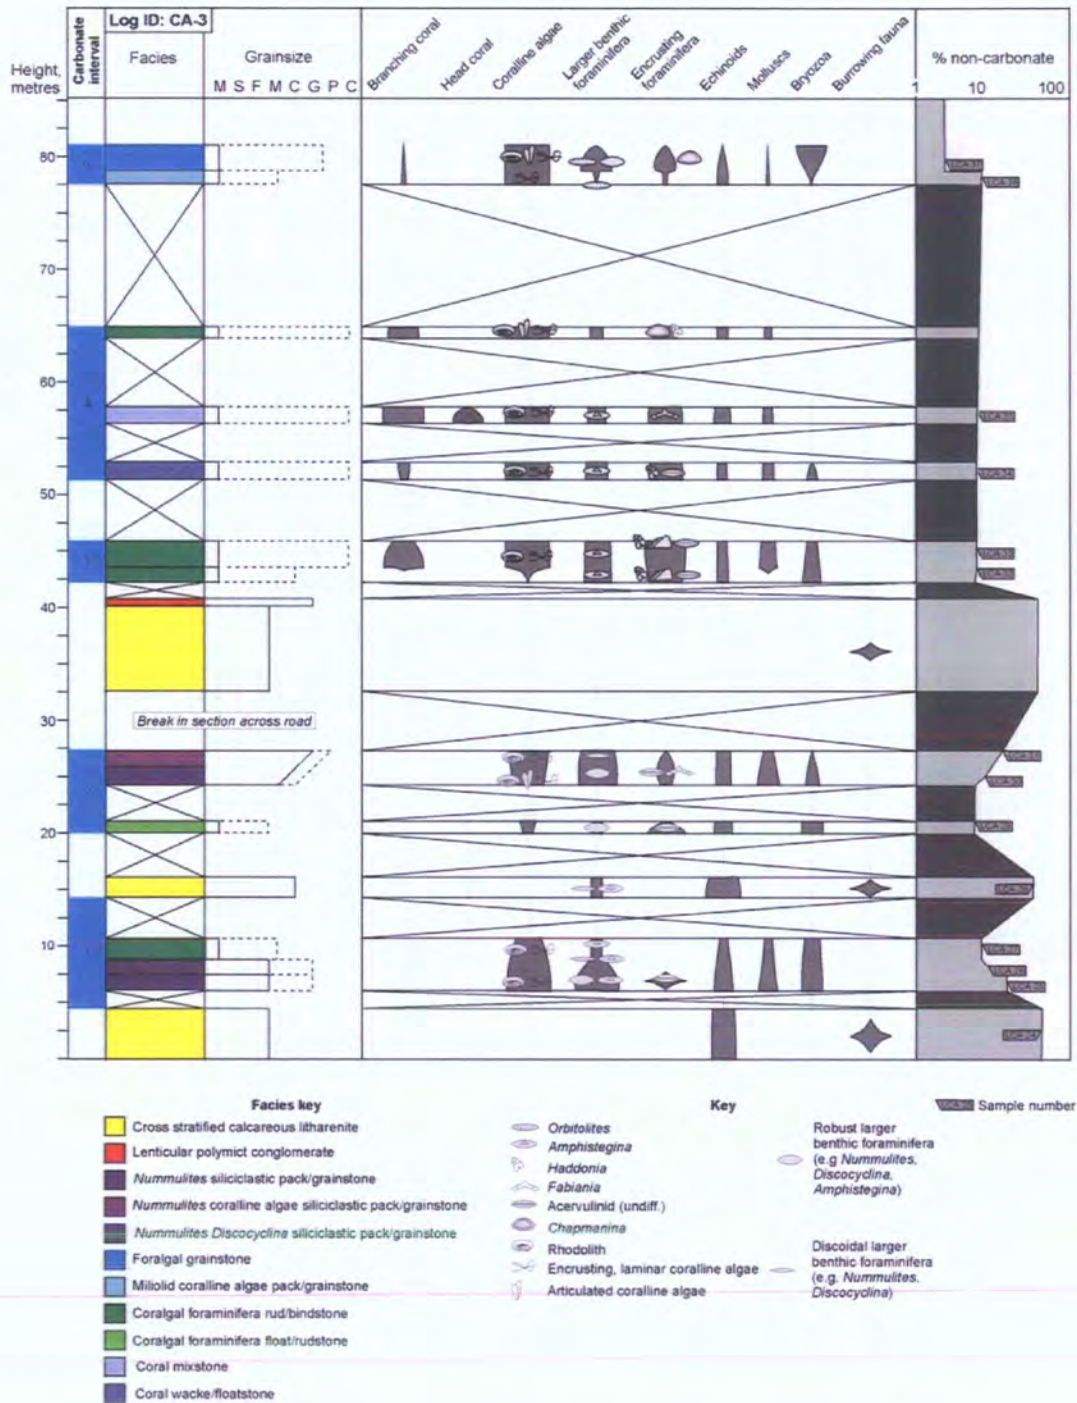 Log ID: CA-3
Height, metres
Carbonate interval
Facies
Grainsize
M S F M C G P C
Branching coral
Head coral
Coralline algae
Larger benthic foraminifera
Encrusting foraminifera
Echinoids
Molluscs
Bryozoa
Burrowing fauna
% non-carbonate
1 10 100
80
70
60
50
40
30
20
10
Break in section across road
Facies key
Cross stratified calcareous litharenite
Lenticular polymict conglomerate
Nummulites siliciclastic pack/grainstone
Nummulites coralline algae siliciclastic pack/grainstone
Nummulites Discocyclina siliciclastic pack/grainstone
Foralgal grainstone
Miliolid coralline algae pack/grainstone
Coralgal foraminifera rud/bindstone
Coralgal foraminifera float/rudstone
Coral mixstone
Coral wacke/floatstone
Key
Orbitolites
Amphistegina
Haddonia
Fabiania
Acervulinid (undiff.)
Chapmanina
Rhodolith
Encrusting, laminar coralline algae
Articulated coralline algae
Robust larger
benthic foraminifera
(e.g Nummulites,
Discocyclina,
Amphistegina)
Discoidal larger
benthic foraminifera
(e.g. Nummulites,
Discocyclina)
Sample number